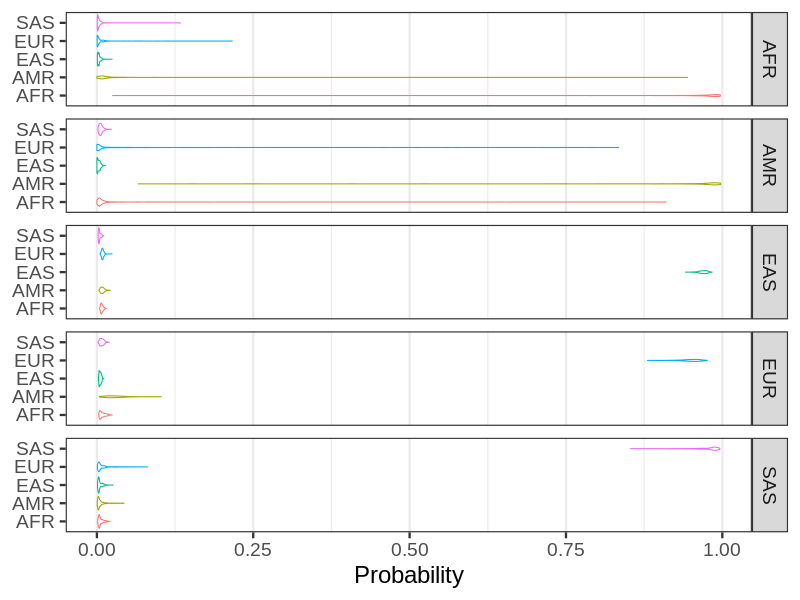 SAS
EUR
EAS
AMR
AFR
AFR
SAS
EUR
EAS
AMR
AFR
AMR
SAS
EUR
EAS
AMR
AFR
EAS
SAS
EUR
EAS
AMR
AFR
EUR
SAS
EUR
EAS
AMR
AFR
SAS
0.00 0.25 0.50 0.75 1.00
Probability